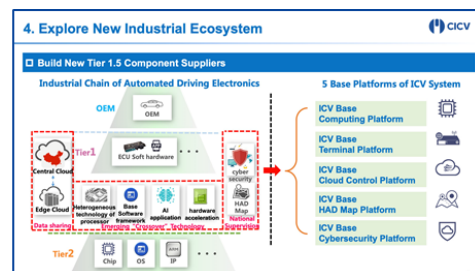 4. Explore New Industrial Ecosystem
CICV
Build New Tier 1.5 Component Suppliers
Industrial Chain of Automated Driving Electronics
5 Base Platforms of ICV System
OEM
OEM
Tier1
ECU Soft hardware
Central Cloud
Edge Cloud
Data sharing
Heterogeneous
technology of
processor
Base
Software
framework
AI
application
hardware
acceleration
Emerging "Crossover" Technology
cyber
security
HAD
Map
National
Supervising
Tier2
Chip
OS
IP
ICV Base
Computing Platform
ICV Base
Terminal Platform
ICV Base
Cloud Control Platform
ICV Base
HAD Map Platform
ICV Base
Cybersecurity Platform